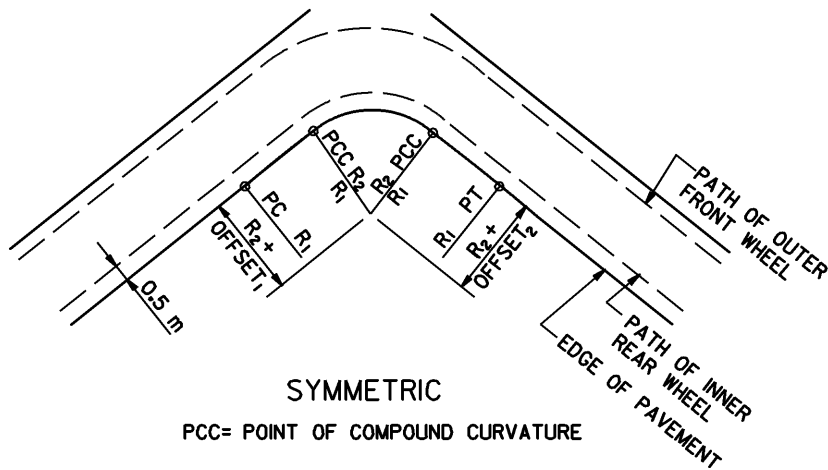 PCC R₂
R₁
R₂ PCC
R₁
PC R₁
R₂ +
OFFSET₁
R₁ PT
R₂ +
OFFSET₂
0.5 m
PATH OF OUTER
FRONT WHEEL
PATH OF INNER
REAR WHEEL
EDGE OF PAVEMENT
SYMMETRIC
PCC= POINT OF COMPOUND CURVATURE